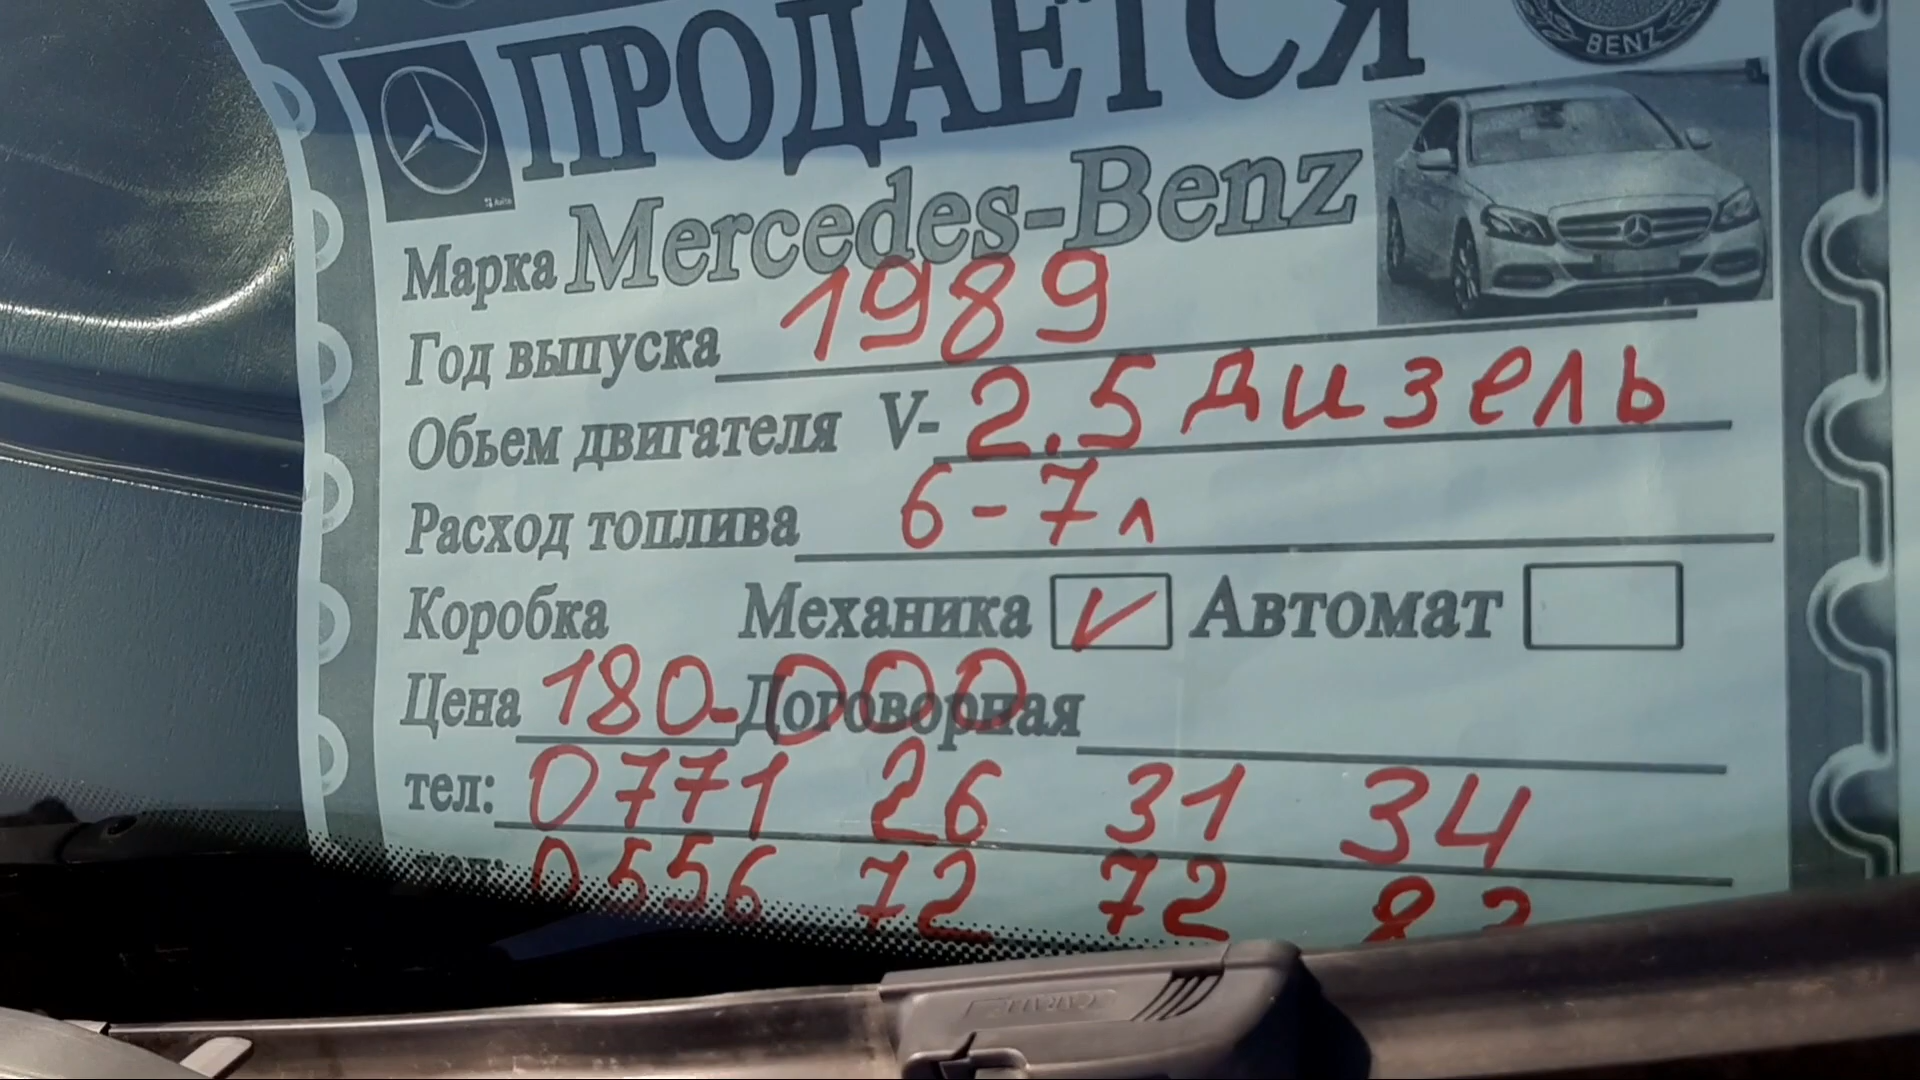 BENZ
ПРОДАЕТСЯ
Марка Mercedes-Benz
Год выпуска 1989
Обьем двигателя V- 2.5 дизель
Расход топлива 6-7л
Коробка Механика V Автомат
Цена 180-000 Договорная
тел: 0771 26 31 34
тел: 0556 72 72